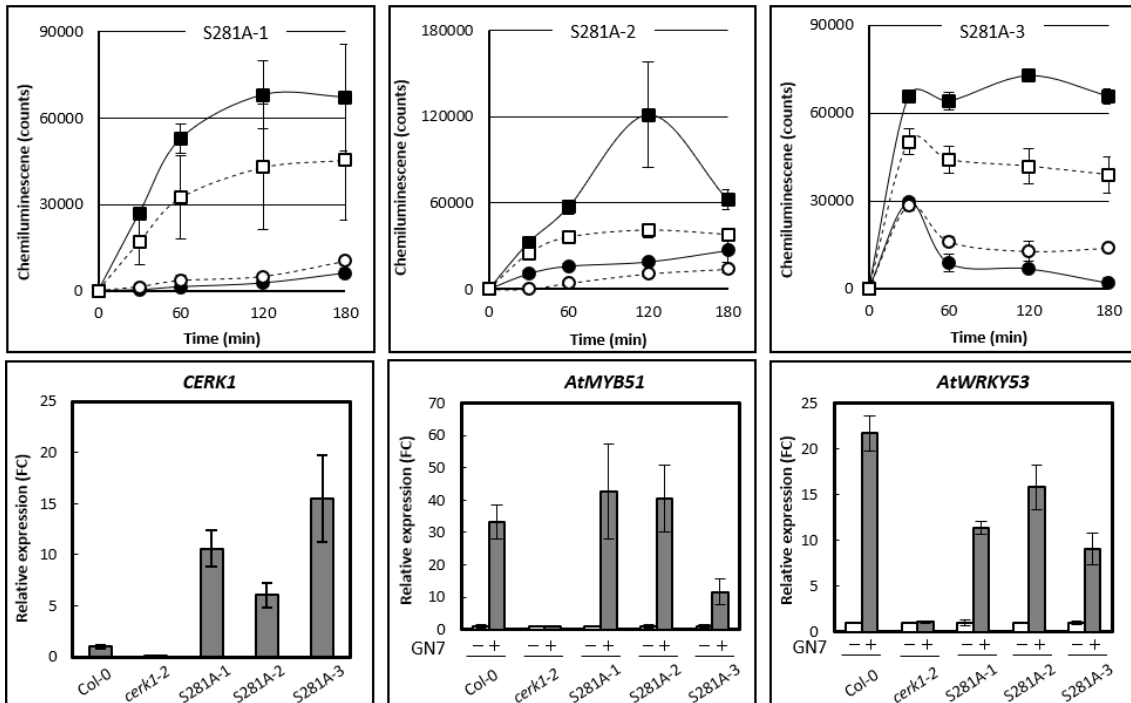 S281A-1
Chemiluminescene (counts)
90000
60000
30000
0
0 60 120 180
Time (min)
S281A-2
Chemiluminescene (counts)
180000
120000
60000
0
0 60 120 180
Time (min)
S281A-3
Chemiluminescene (counts)
90000
60000
30000
0
0 60 120 180
Time (min)
CERK1
Relative expression (FC)
25
20
15
10
5
0
Col-0 cerk1-2 S281A-1 S281A-2 S281A-3
AtMYB51
Relative expression (FC)
70
60
50
40
30
20
10
0
GN7 − + − + − + − + − +
Col-0 cerk1-2 S281A-1 S281A-2 S281A-3
AtWRKY53
Relative expression (FC)
25
20
15
10
5
0
GN7 − + − + − + − + − +
Col-0 cerk1-2 S281A-1 S281A-2 S281A-3